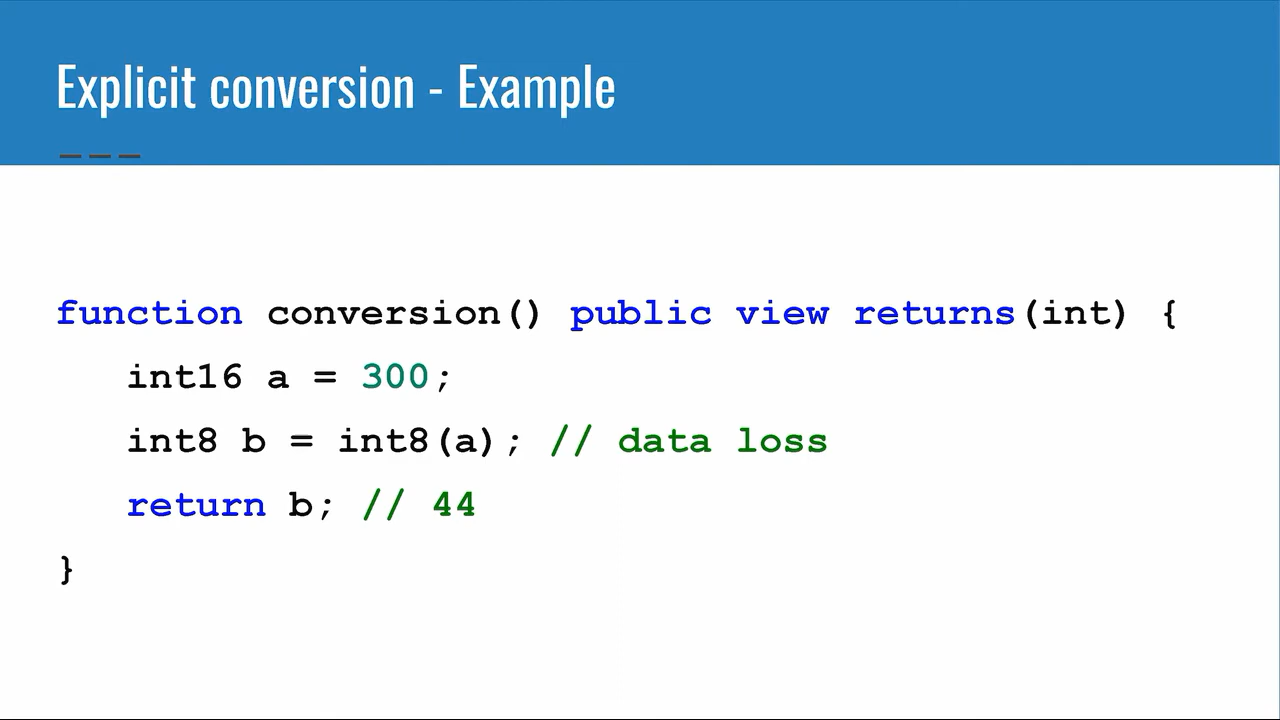 Explicit conversion - Example
function conversion() public view returns(int) {
int16 a = 300;
int8 b = int8(a); // data loss
return b; // 44
}